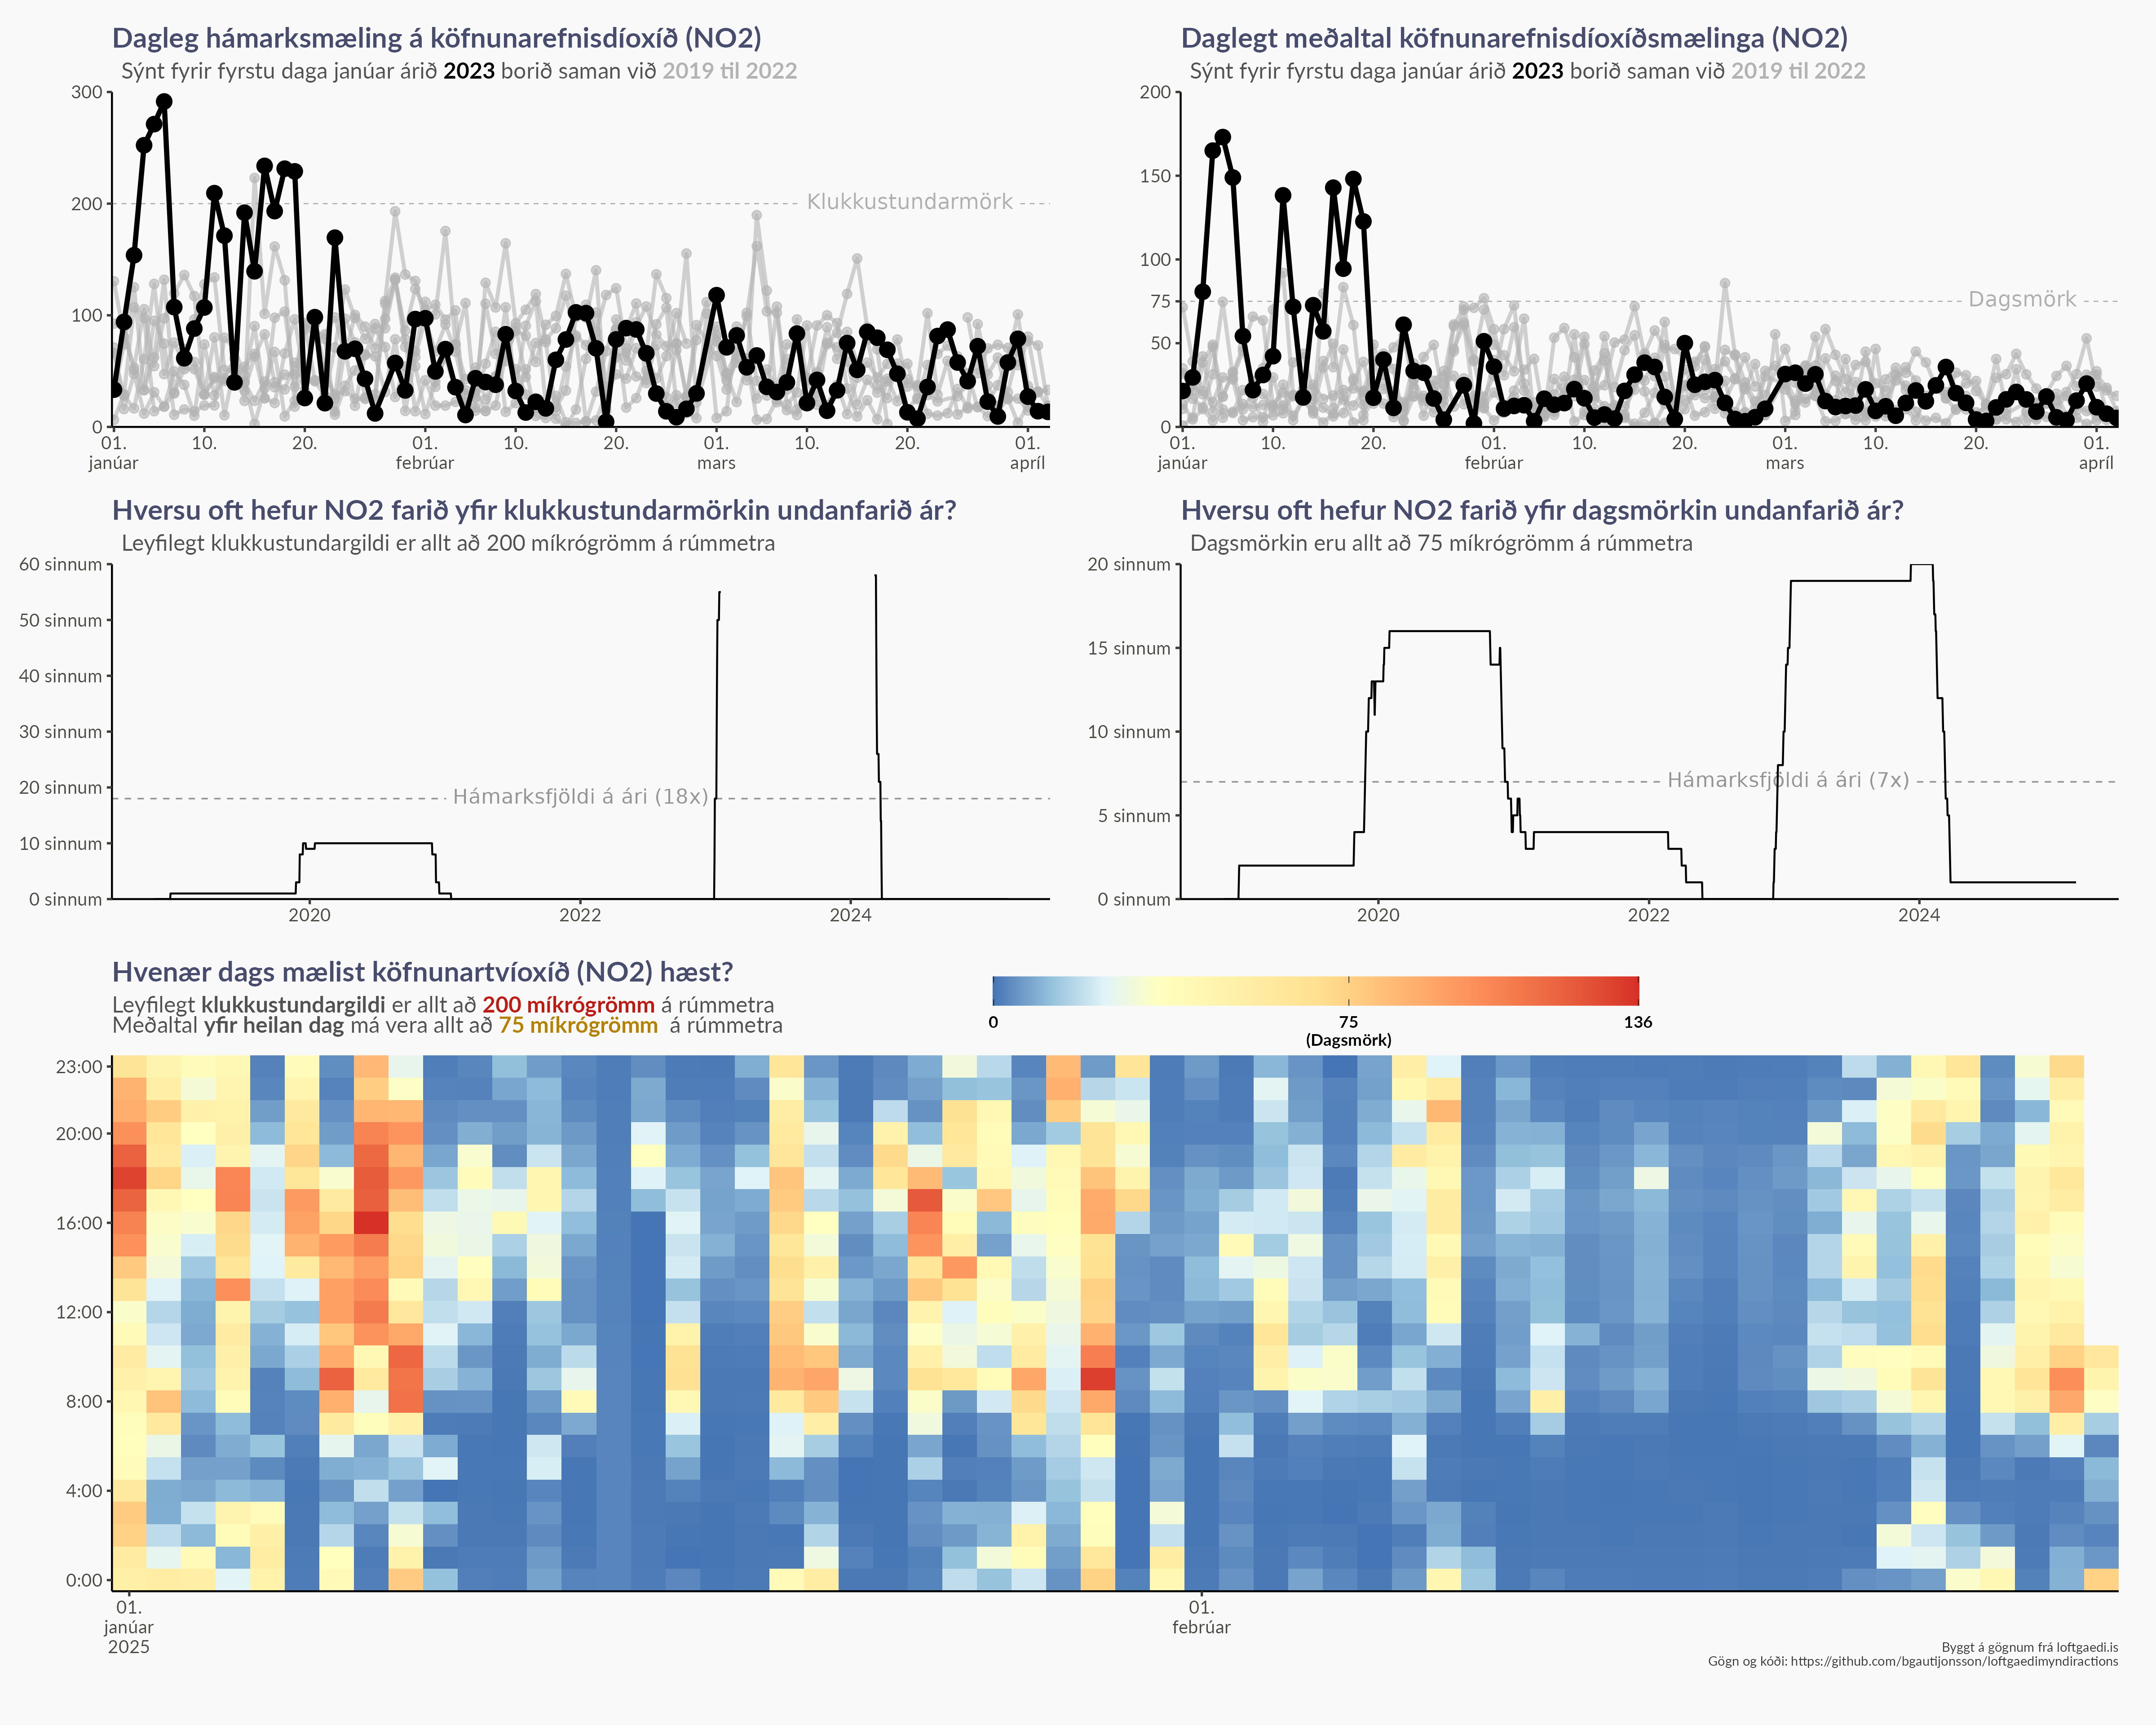 Dagleg hámarksmæling á köfnunarefnisdíoxíð (NO2)
Sýnt fyrir fyrstu daga janúar árið 2023 borið saman við 2019 til 2022
300
200
100
0
Klukkustundarmörk
01. 10. 20. 01. 10. 20. 01. 10. 20. 01.
janúar febrúar mars apríl
Daglegt meðaltal köfnunarefnisdíoxíðsmælinga (NO2)
Sýnt fyrir fyrstu daga janúar árið 2023 borið saman við 2019 til 2022
200
150
100
75
50
0
Dagsmörk
01. 10. 20. 01. 10. 20. 01. 10. 20. 01.
janúar febrúar mars apríl
Hversu oft hefur NO2 farið yfir klukkustundarmörkin undanfarið ár?
Leyfilegt klukkustundargildi er allt að 200 míkrógrömm á rúmmetra
60 sinnum
50 sinnum
40 sinnum
30 sinnum
20 sinnum
10 sinnum
0 sinnum
Hámarksfjöldi á ári (18x)
2020 2022 2024
Hversu oft hefur NO2 farið yfir dagsmörkin undanfarið ár?
Dagsmörkin eru allt að 75 míkrógrömm á rúmmetra
20 sinnum
15 sinnum
10 sinnum
5 sinnum
0 sinnum
Hámarksfjöldi á ári (7x)
2020 2022 2024
Hvenær dags mælist köfnunartvíoxíð (NO2) hæst?
Leyfilegt klukkustundargildi er allt að 200 míkrógrömm á rúmmetra
Meðaltal yfir heilan dag má vera allt að 75 míkrógrömm á rúmmetra
0 75 136
(Dagsmörk)
23:00
20:00
16:00
12:00
8:00
4:00
0:00
01. 01.
janúar febrúar
2025
Byggt á gögnum frá loftgaedi.is
Gögn og kóði: https://github.com/bgautijonsson/loftgaedimyndiractions